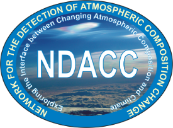 NETWORK FOR THE DETECTION OF ATMOSPHERIC COMPOSITION CHANGE
Exploring the Interface between Changing Atmospheric Composition and Climate
NDACC